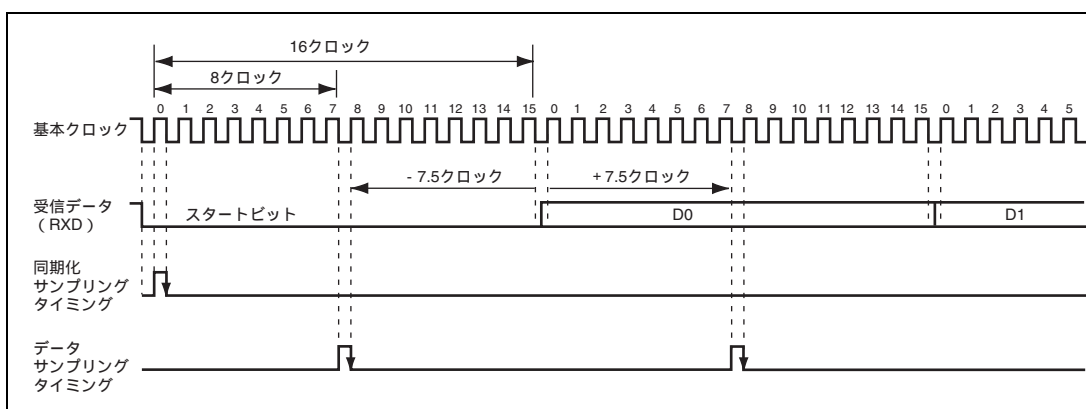 16クロック
8クロック
0 1 2 3 4 5 6 7 8 9 10 11 12 13 14 15 0 1 2 3 4 5 6 7 8 9 10 11 12 13 14 15 0 1 2 3 4 5
基本クロック
- 7.5クロック +7.5クロック
受信データ
(RXD)
スタートビット D0 D1
同期化
サンプリング
タイミング
データ
サンプリング
タイミング